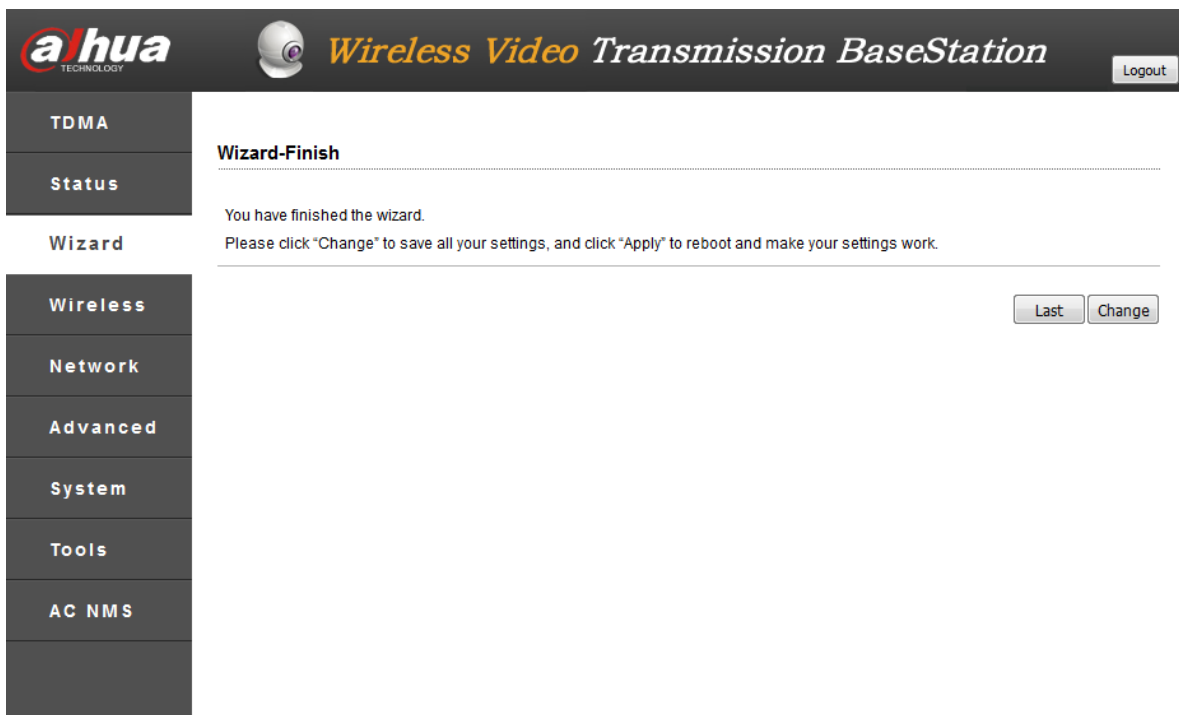 alhua
TECHNOLOGY
Wireless Video Transmission BaseStation
Logout
TDMA
Status
Wizard
Wireless
Network
Advanced
System
Tools
AC NMS
Wizard-Finish
You have finished the wizard.
Please click “Change” to save all your settings, and click “Apply” to reboot and make your settings work.
Last Change